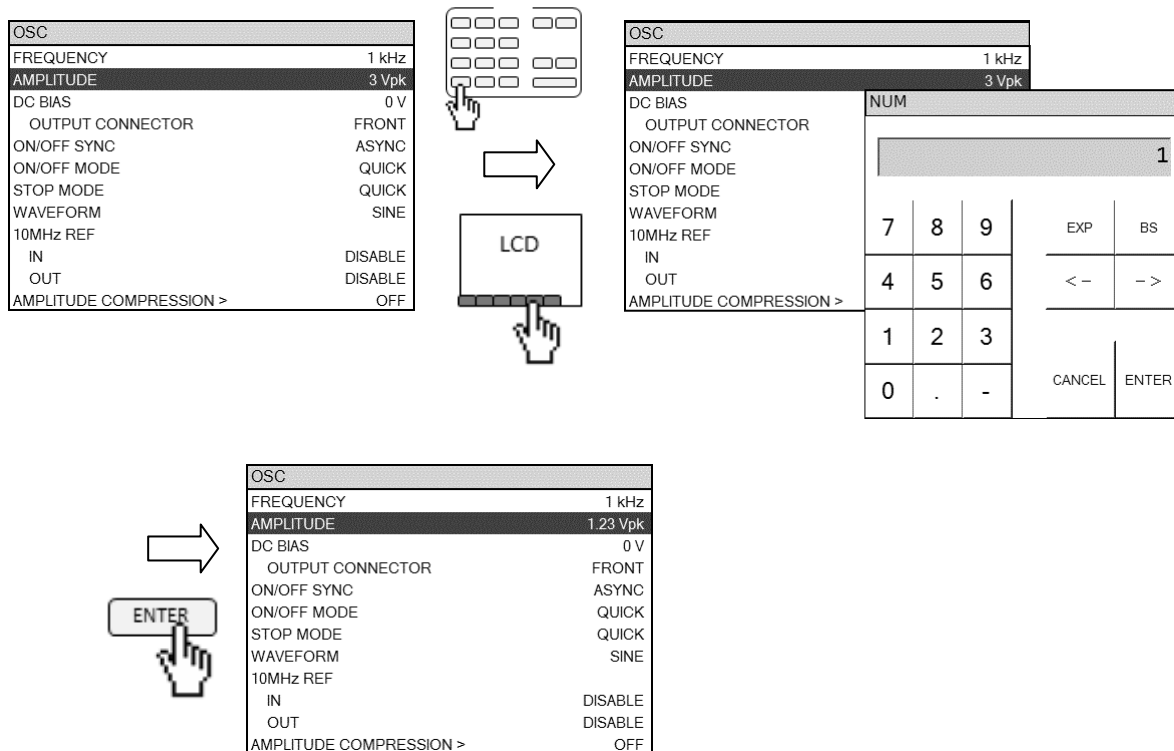 OSC
FREQUENCY 1 kHz
AMPLITUDE 3 Vpk
DC BIAS 0 V
OUTPUT CONNECTOR FRONT
ON/OFF SYNC ASYNC
ON/OFF MODE QUICK
STOP MODE QUICK
WAVEFORM SINE
10MHz REF
IN DISABLE
OUT DISABLE
AMPLITUDE COMPRESSION > OFF
LCD
OSC
FREQUENCY 1 kHz
AMPLITUDE 3 Vpk
DC BIAS
OUTPUT CONNECTOR
ON/OFF SYNC
ON/OFF MODE
STOP MODE
WAVEFORM
10MHz REF
IN
OUT
AMPLITUDE COMPRESSION >
NUM
1
7 8 9 EXP BS
4 5 6 <- ->
1 2 3
0 . - CANCEL ENTER
ENTER
OSC
FREQUENCY 1 kHz
AMPLITUDE 1.23 Vpk
DC BIAS 0 V
OUTPUT CONNECTOR FRONT
ON/OFF SYNC ASYNC
ON/OFF MODE QUICK
STOP MODE QUICK
WAVEFORM SINE
10MHz REF
IN DISABLE
OUT DISABLE
AMPLITUDE COMPRESSION > OFF